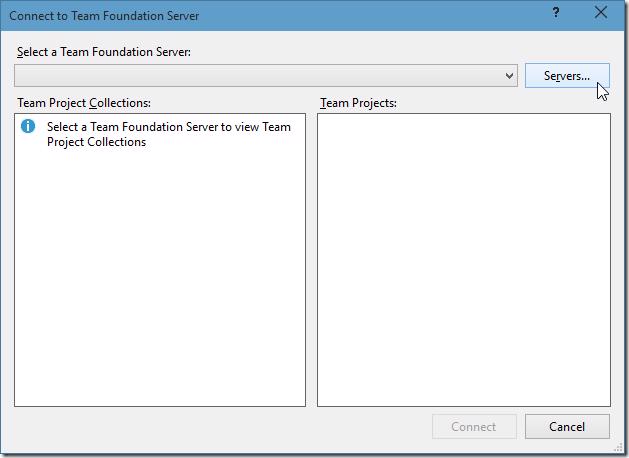 Connect to Team Foundation Server
?
Select a Team Foundation Server:
Servers...
Team Project Collections:
Team Projects:
Select a Team Foundation Server to view Team
Project Collections
Connect
Cancel